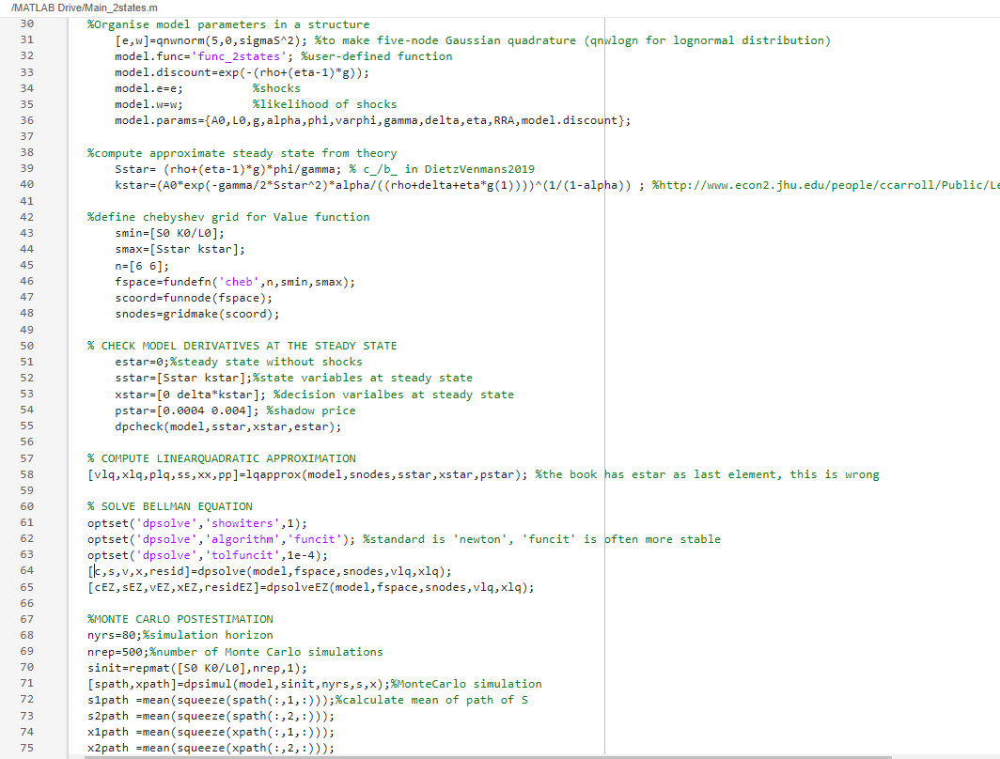 /MATLAB Drive/Main_2states.m
30 %Organise model parameters in a structure
31 [e,w]=qnwnorm(5,0,sigmaS^2); %to make five-node Gaussian quadrature (qnwlogn for lognormal distribution)
32 model.func='func_2states'; %user-defined function
33 model.discount=exp(-(rho+(eta-1)*g));
34 model.e=e; %shocks
35 model.w=w; %likelihood of shocks
36 model.params={A0,L0,g,alpha,phi,varphi,gamma,delta,eta,RRA,model.discount};
37
38 %compute approximate steady state from theory
39 Sstar= (rho+(eta-1)*g)*phi/gamma; % c_/b_ in DietzVenmans2019
40 kstar=(A0*exp(-gamma/2*Sstar^2)*alpha/((rho+delta+eta*g(1))))^(1/(1-alpha)) ; %http://www.econ2.jhu.edu/people/ccarroll/Public/Le
41
42 %define chebyshev grid for Value function
43 smin=[S0 K0/L0];
44 smax=[Sstar kstar];
45 n=[6 6];
46 fspace=fundefn('cheb',n,smin,smax);
47 scoord=funnode(fspace);
48 snodes=gridmake(scoord);
49
50 % CHECK MODEL DERIVATIVES AT THE STEADY STATE
51 estar=0;%steady state without shocks
52 sstar=[Sstar kstar];%state variables at steady state
53 xstar=[0 delta*kstar]; %decision varialbes at steady state
54 pstar=[0.0004 0.004]; %shadow price
55 dpcheck(model,sstar,xstar,estar);
56
57 % COMPUTE LINEARQUADRATIC APPROXIMATION
58 [vlq,xlq,plq,ss,xx,pp]=lqapprox(model,snodes,sstar,xstar,pstar); %the book has estar as last element, this is wrong
59
60 % SOLVE BELLMAN EQUATION
61 optset('dpsolve','showiters',1);
62 optset('dpsolve','algorithm','funcit'); %standard is 'newton', 'funcit' is often more stable
63 optset('dpsolve','tolfuncit',1e-4);
64 [c,s,v,x,resid]=dpsolve(model,fspace,snodes,vlq,xlq);
65 [cEZ,sEZ,vEZ,xEZ,residEZ]=dpsolveEZ(model,fspace,snodes,vlq,xlq);
66
67 %MONTE CARLO POSTESTIMATION
68 nyrs=80;%simulation horizon
69 nrep=500;%number of Monte Carlo simulations
70 sinit=repmat([S0 K0/L0],nrep,1);
71 [spath,xpath]=dpsimul(model,sinit,nyrs,s,x);%MonteCarlo simulation
72 s1path =mean(squeeze(spath(:,1,:)));%calculate mean of path of S
73 s2path =mean(squeeze(spath(:,2,:)));
74 x1path =mean(squeeze(xpath(:,1,:)));
75 x2path =mean(squeeze(xpath(:,2,:)));